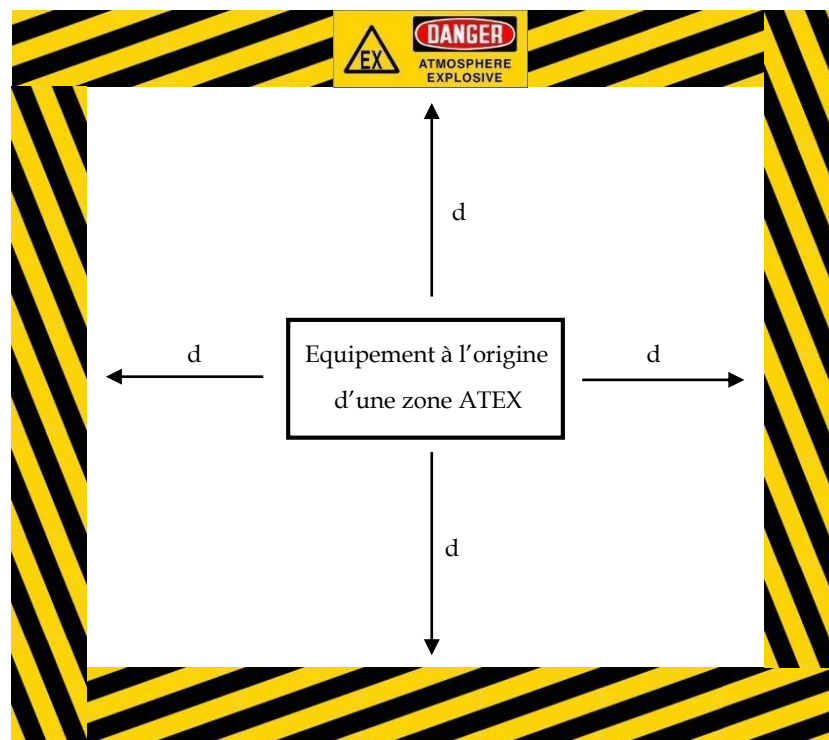 EX
DANGER
ATMOSPHERE
EXPLOSIVE
d
d
d
Equipement à l'origine
d'une zone ATEX
d